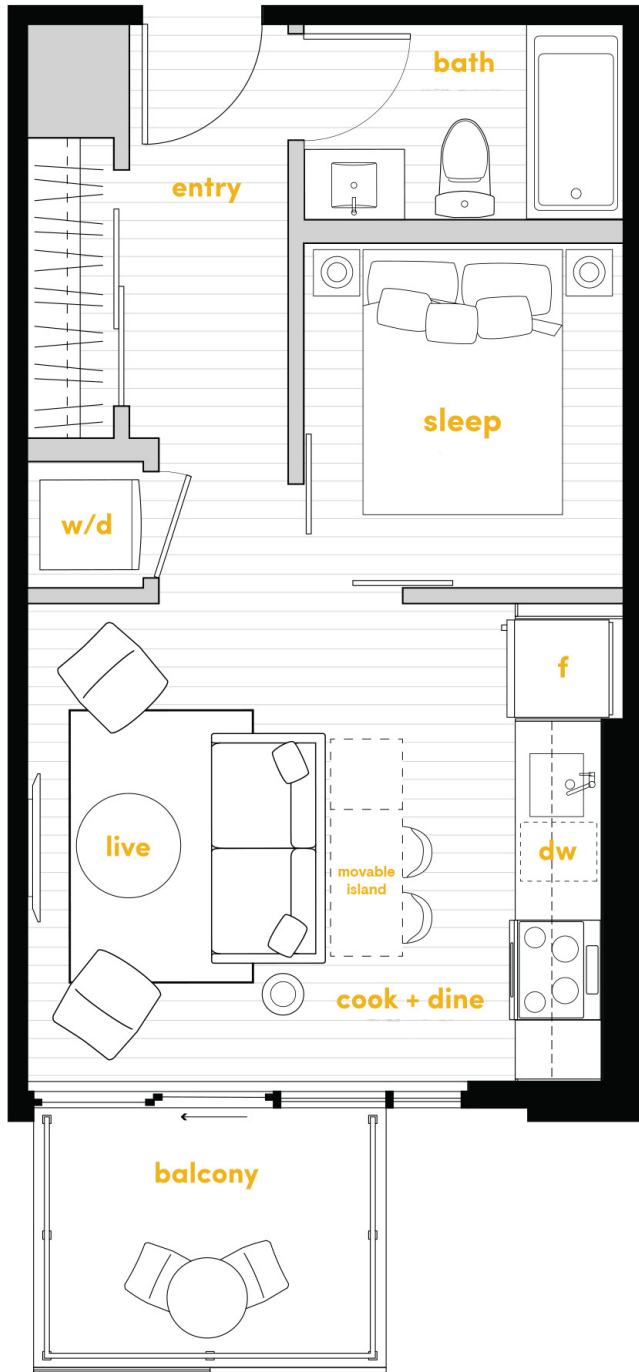 bath
entry
sleep
w/d
f
live
movable
island
dw
cook + dine
balcony